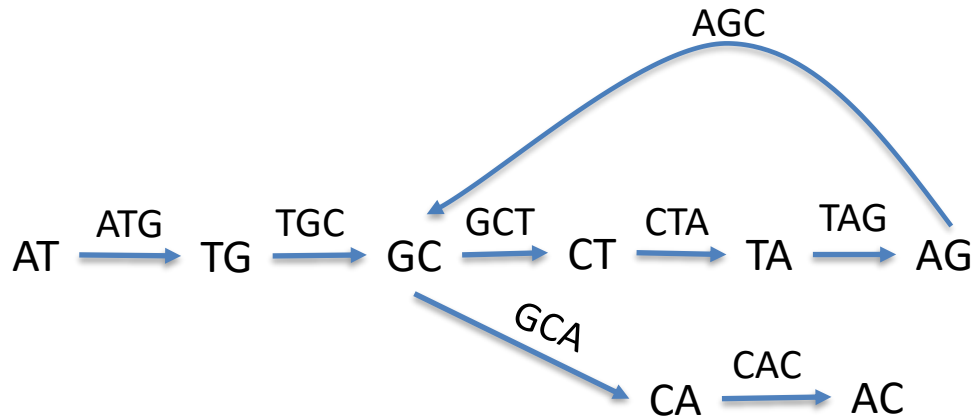 AGC
ATG TGC GCT CTA TAG
AT TG GC CT TA AG
GCA
CAC
CA AC